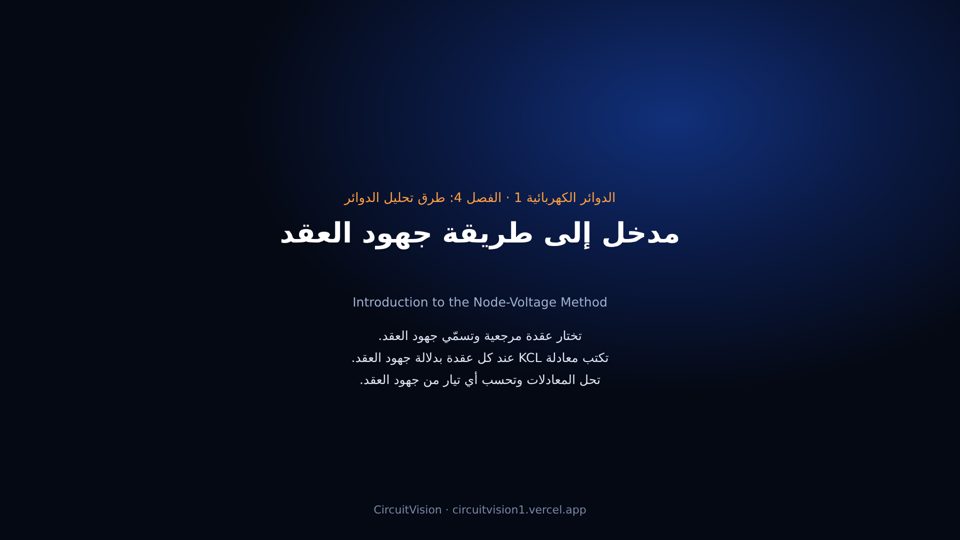 الدوائر الكهربائية 1 · الفصل 4: طرق تحليل الدوائر
مدخل إلى طريقة جهود العقد
Introduction to the Node-Voltage Method
تختار عقدة مرجعية وتسمّي جهود العقد.
تكتب معادلة KCL عند كل عقدة بدلالة جهود العقد.
تحل المعادلات وتحسب أي تيار من جهود العقد.
CircuitVision · circuitvision1.vercel.app